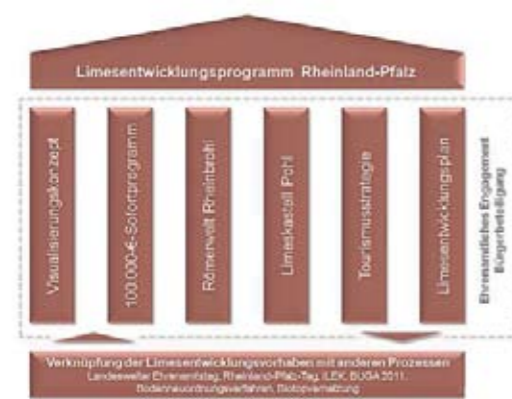 Limesentwicklungsprogramm Rheinland-Pfalz
Visualisierungskonzept
100.000-€-Sofortprogramm
Römerwelt Rheinbrohl
Limeskastell Pohl
Tourismusstrategie
Limesentwicklungsplan
Ehrenamtliches Engagement
Bürgerbeteiligung
Verknüpfung der Limesentwicklungsvorhaben mit anderen Prozessen
Landesweiter Ehrenamtstag, Rheinland-Pfalz-Tag, ILEK, BUGA 2011,
Bodenneuordnungsverfahren, Biotopvernetzung